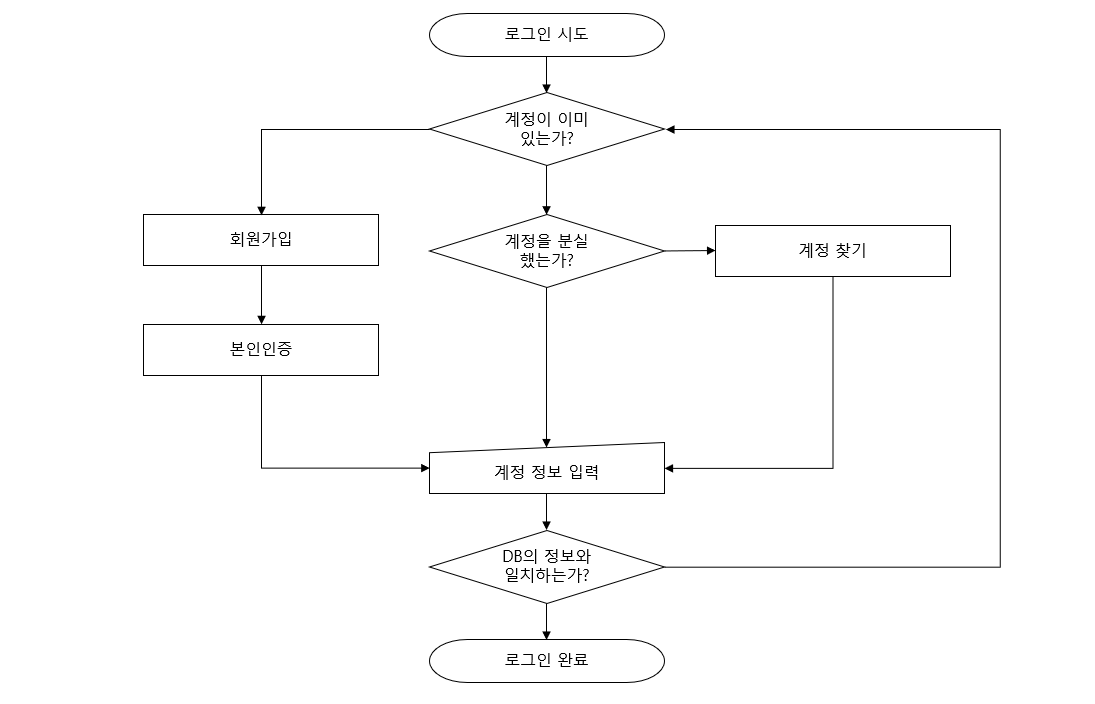 로그인 시도
계정이 이미
있는가?
회원가입
계정을 분실
했는가?
계정 찾기
본인인증
계정 정보 입력
DB의 정보와
일치하는가?
로그인 완료